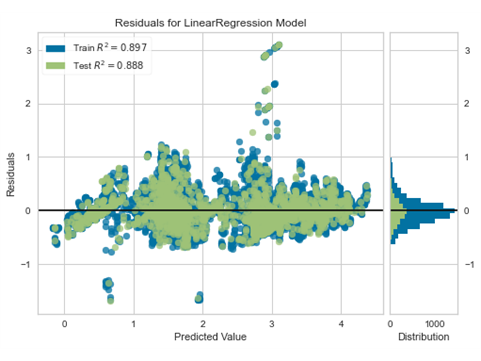 Residuals for LinearRegression Model
Train R² = 0.897
Test R² = 0.888
3
2
1
0
−1
Residuals
0
1
2
3
4
Predicted Value
3
2
1
0
−1
0
1000
Distribution